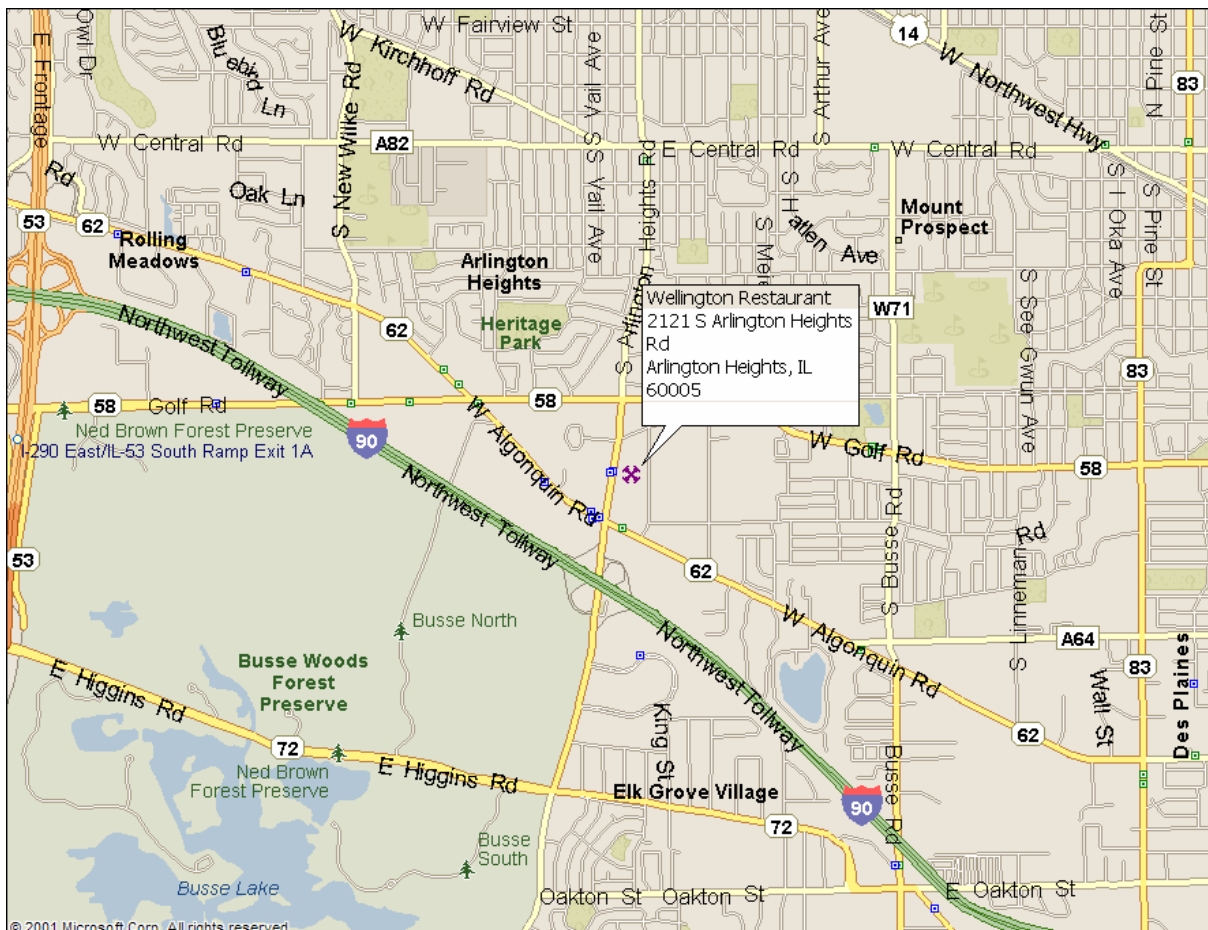 W Fairview St
14
S Pine St
E Frontage
Owl Dr
Bluebird Ln
W Kirchhoff Rd
S Vail Ave
S Arthur Ave
W Northwest Hwy
N Pine
83
W Central Rd
A82
New Wilke Rd
S Vail Ave
E Central Rd
W Central Rd
Rd
Oak Ln
S New Wilke Rd
S Arlington Heights Rd
S Hatlen Ave
S I Oka Ave
S Pine St
53
62
Rolling
Meadows
Arlington
Heights
Mount
Prospect
Northwest Tollway
62
Heritage
Park
Wellington Restaurant
2121 S Arlington Heights
Rd
Arlington Heights, IL
60005
W71
S See Gwun Ave
83
58
Golf Rd
58
Ned Brown Forest Preserve
I-290 East/IL-53 South Ramp Exit 1A
90
W Algonquin Rd
W Golf Rd
58
Northwest Tollway
53
62
S Busse Rd
S Linneman Rd
Busse North
W Algonquin Rd
A64
83
Busse Woods
Forest
Preserve
E Higgins Rd
Northwest Tollway
King St
Wall St
Des Plaines
72
62
Ned Brown
Forest Preserve
E Higgins Rd
Elk Grove Village
Busse Rd
90
72
Busse
South
Busse Lake
Oakton St
Oakton St
E Oakton St
© 2001 Microsoft Corp. All rights reserved.